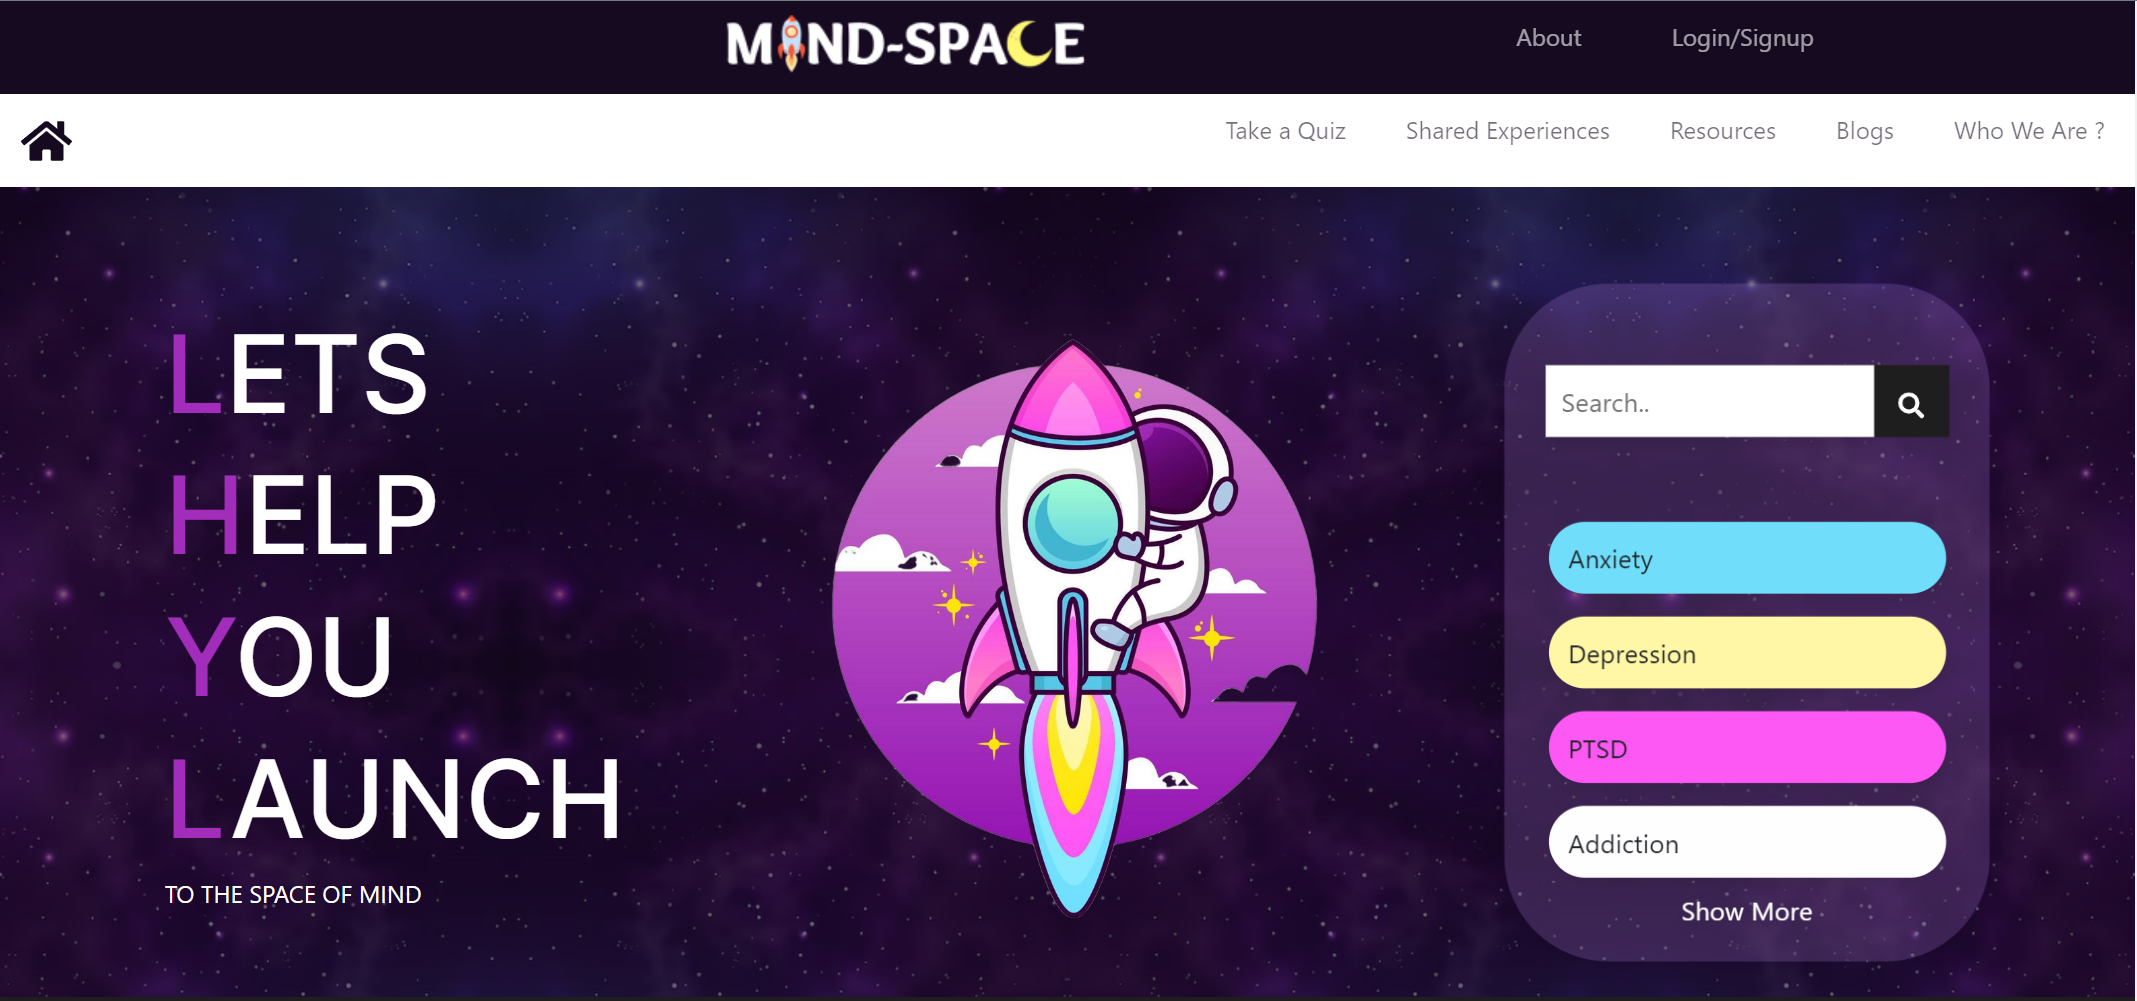 MIND-SPACE
About Login/Signup
Take a Quiz Shared Experiences Resources Blogs Who We Are ?
LETS
HELP
YOU
LAUNCH
TO THE SPACE OF MIND
Search..
Anxiety
Depression
PTSD
Addiction
Show More